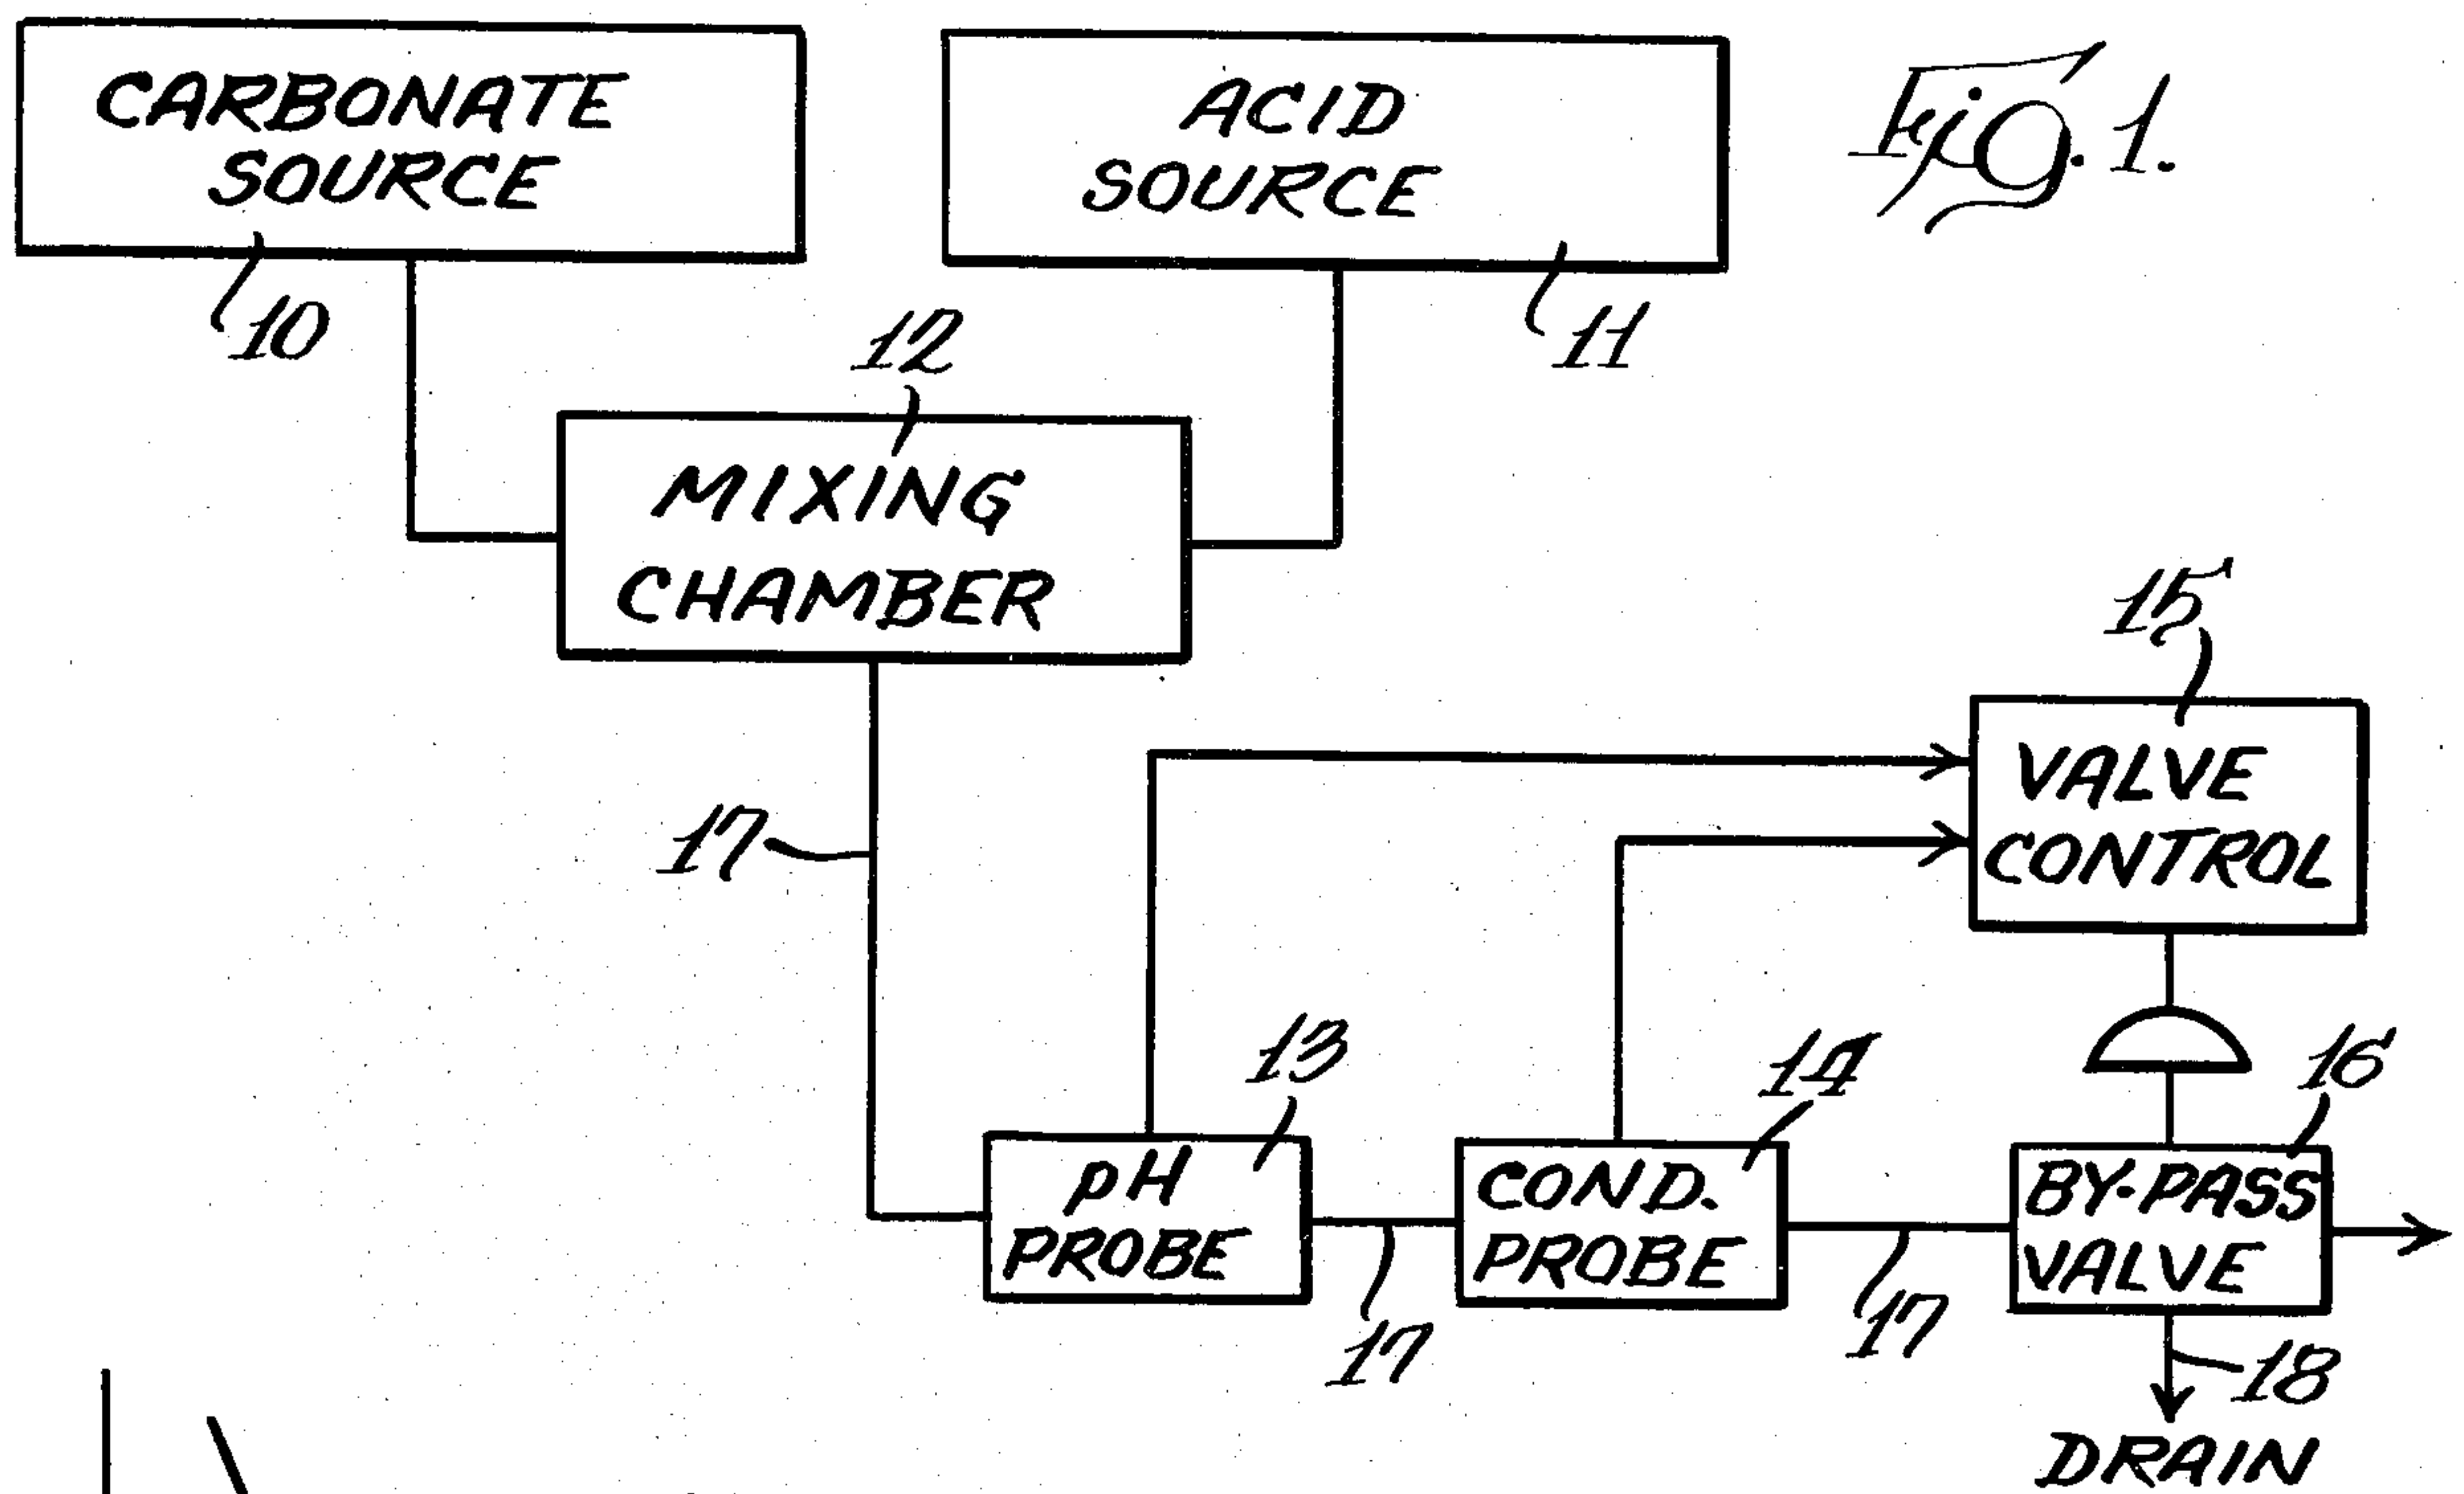 CARBONATE
SOURCE
10
ACID
SOURCE
11
Fig. 1.
12
MIXING
CHAMBER
17
15
VALVE
CONTROL
13
pH
PROBE
17
14
COND.
PROBE
17
16
BY-PASS
VALVE
18
DRAIN